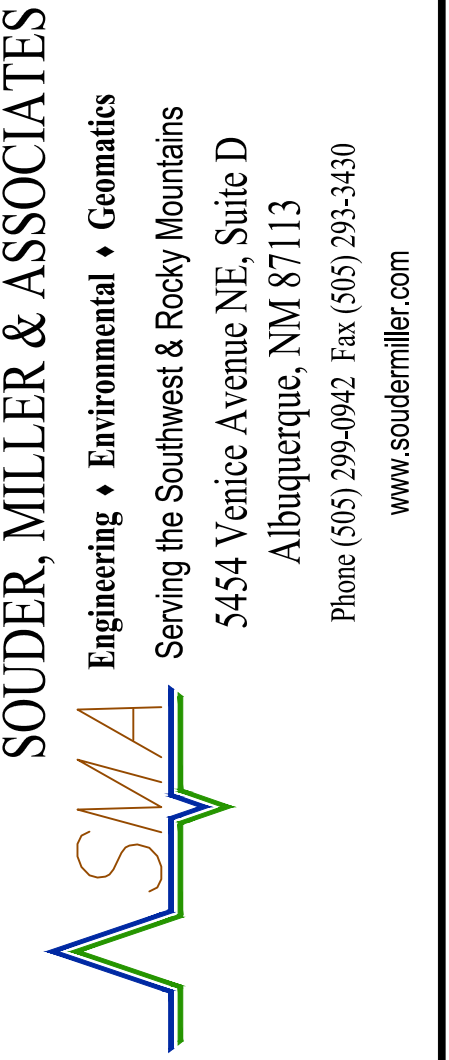 SOUDER, MILLER & ASSOCIATES
Engineering ♦ Environmental ♦ Geomatics
Serving the Southwest & Rocky Mountains
5454 Venice Avenue NE, Suite D
Albuquerque, NM 87113
Phone (505) 299-0942 Fax (505) 293-3430
www.soudermiller.com
SMA